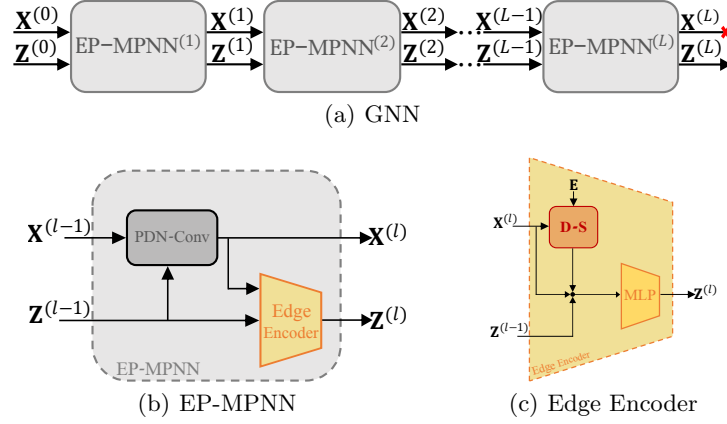 X^(0) X^(1) X^(2) X^(L−1) X^(L)
EP−MPNN^(1) EP−MPNN^(2) ... EP−MPNN^(L)
Z^(0) Z^(1) Z^(2) ... Z^(L−1) Z^(L)
(a) GNN
PDN-Conv
X^(l−1) X^(l)
Z^(l−1) Z^(l)
Edge
Encoder
EP-MPNN
(b) EP-MPNN
E
X^(l)
D-S
MLP
Z^(l)
Z^(l−1)
Edge Encoder
(c) Edge Encoder